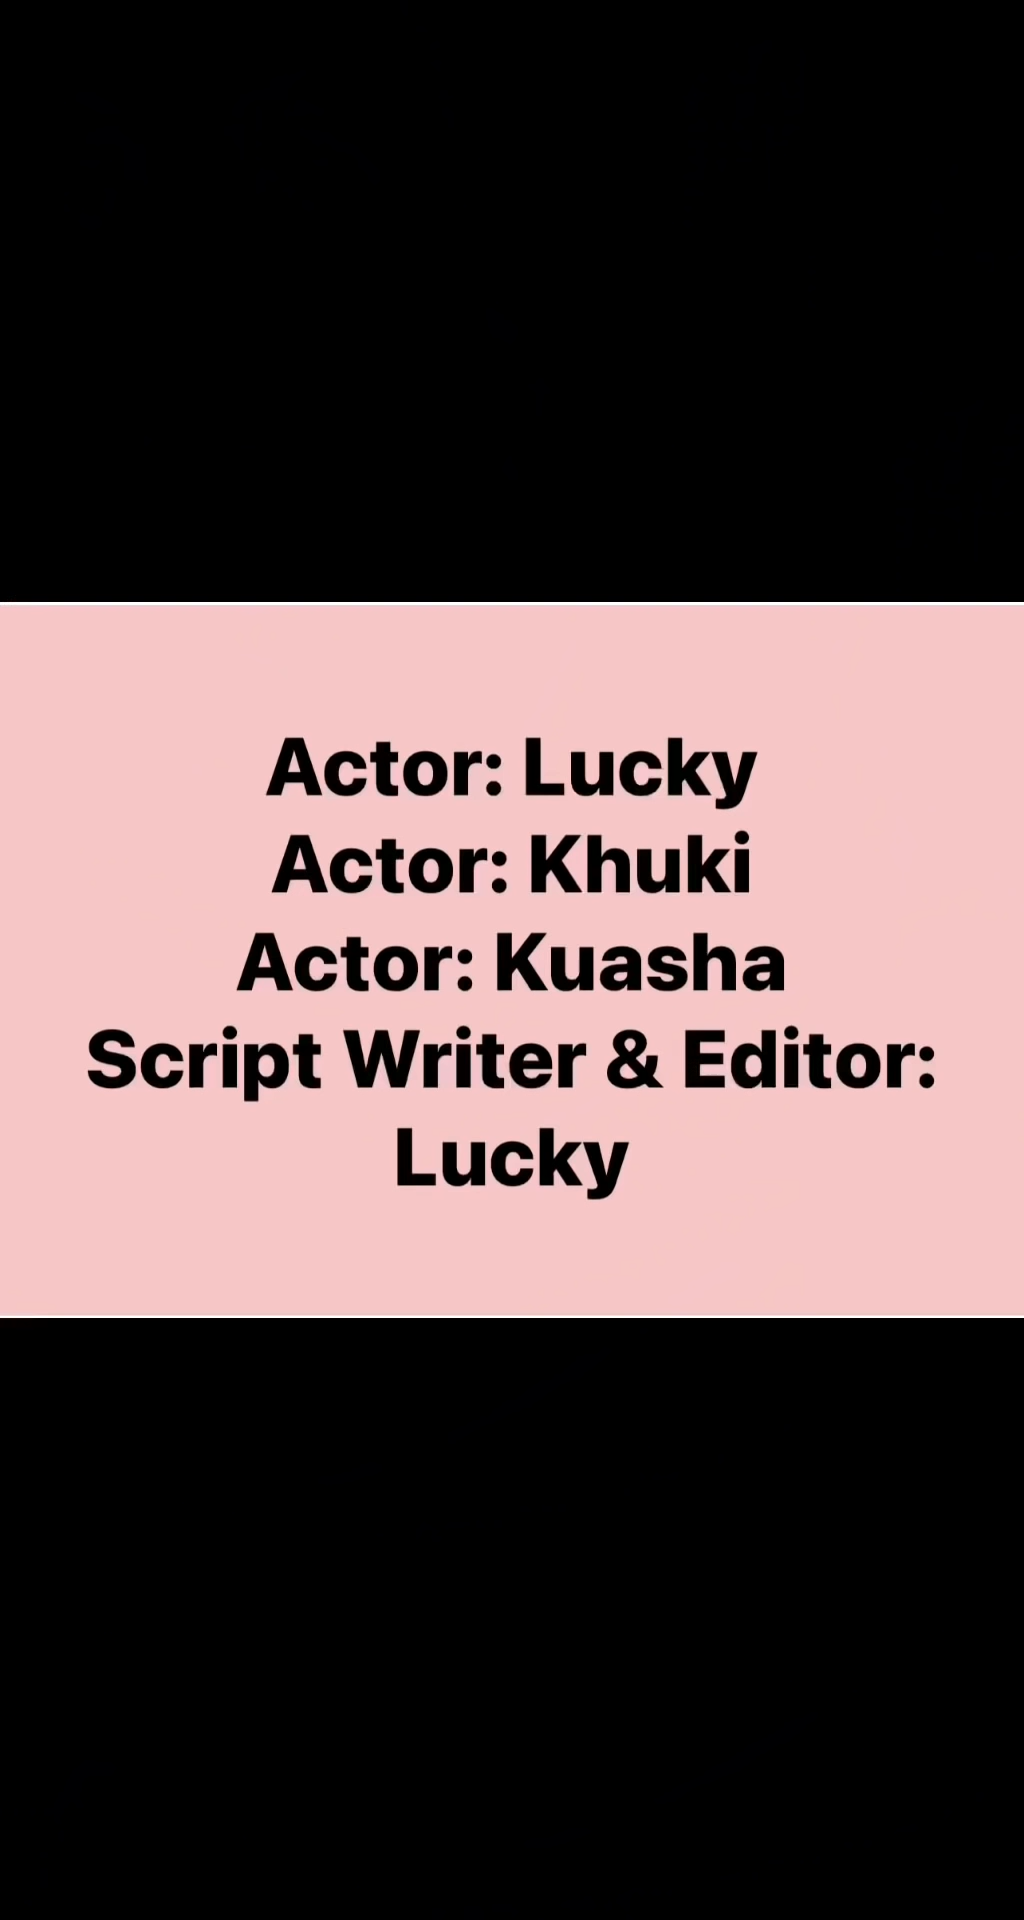 Actor: Lucky
Actor: Khuki
Actor: Kuasha
Script Writer & Editor:
Lucky